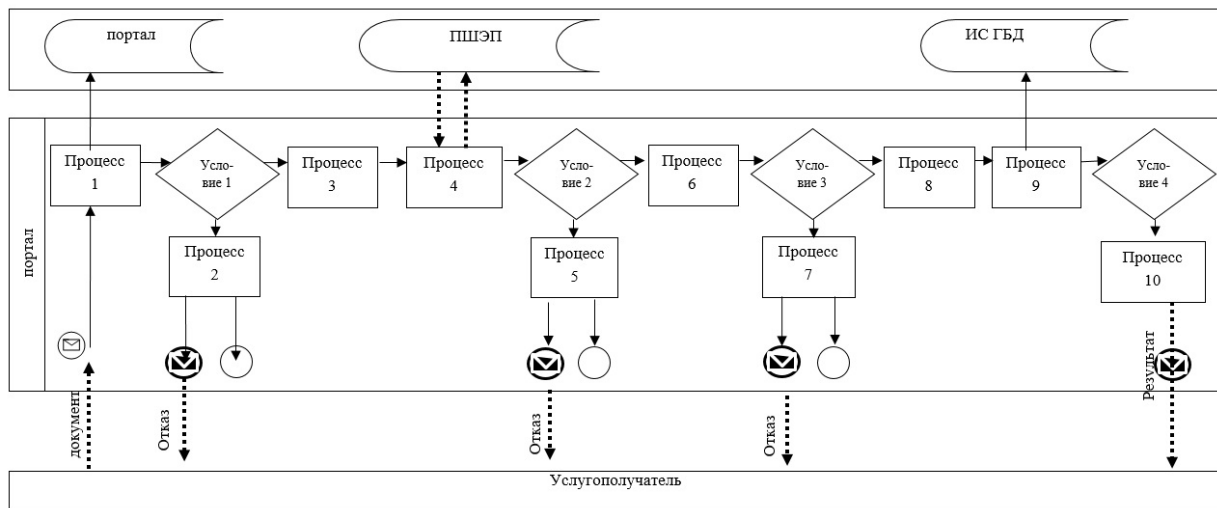 портал
ПШЭП
ИС ГБД
Процесс
1
Усло-
вие 1
Процесс
3
Процесс
4
Усло-
вие 2
Процесс
6
Усло-
вие 3
Процесс
8
Процесс
9
Усло-
вие 4
Процесс
2
Процесс
5
Процесс
7
Процесс
10
портал
документ
Отказ
Отказ
Отказ
Результат
Услугополучатель